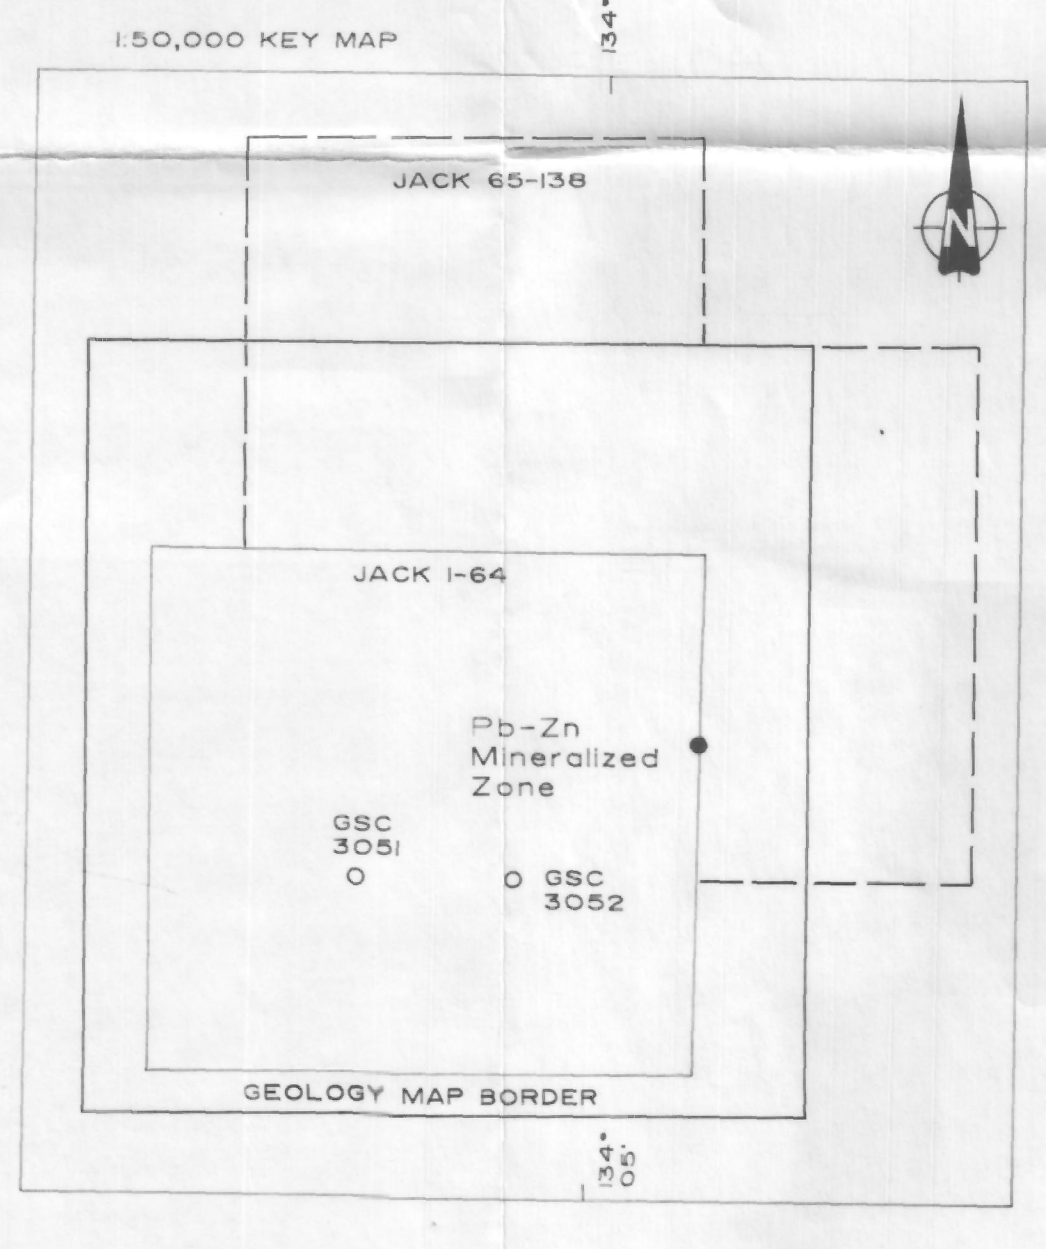 1:50,000 KEY MAP
134°
JACK 65-138
N
JACK 1-64
Pb-Zn
Mineralized
Zone
GSC
3051
GSC
3052
GEOLOGY MAP BORDER
134°
05'